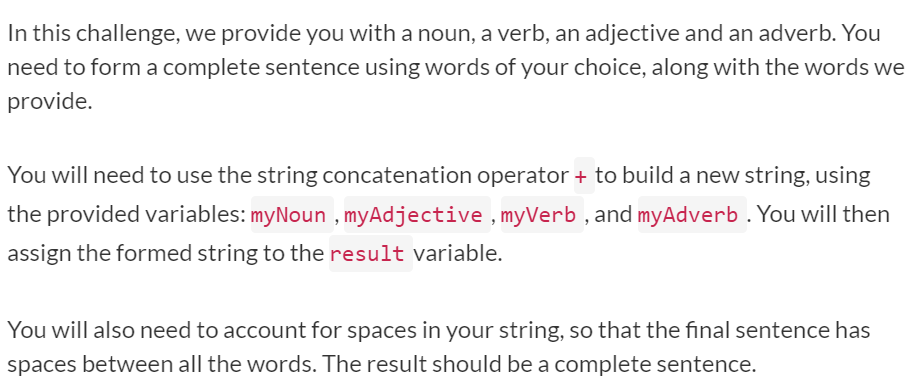 In this challenge, we provide you with a noun, a verb, an adjective and an adverb. You
need to form a complete sentence using words of your choice, along with the words we
provide.
You will need to use the string concatenation operator + to build a new string, using
the provided variables: myNoun , myAdjective , myVerb , and myAdverb . You will then
assign the formed string to the result variable.
You will also need to account for spaces in your string, so that the final sentence has
spaces between all the words. The result should be a complete sentence.